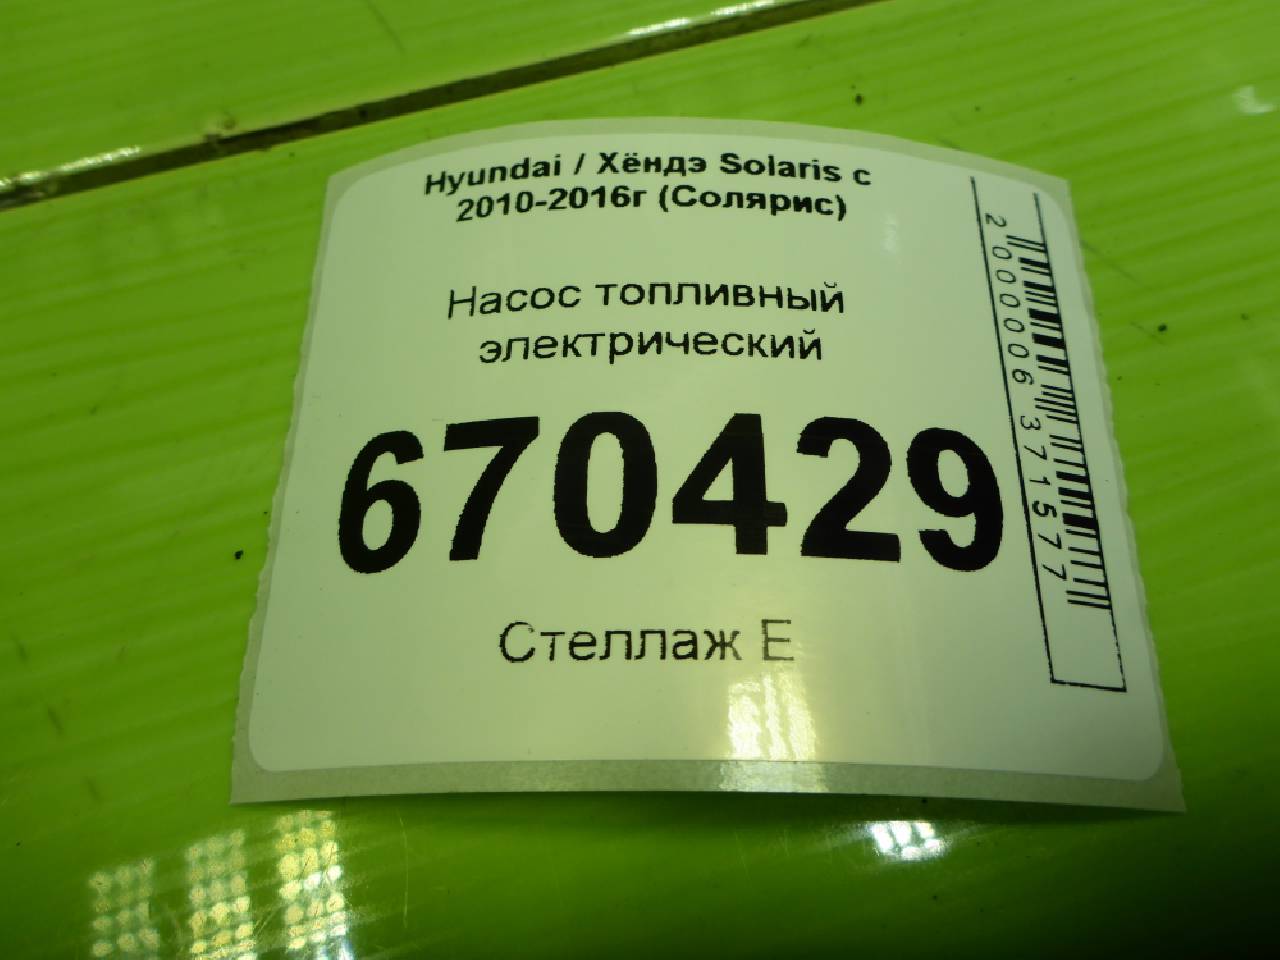 Hyundai / Хёндэ Solaris с
2010-2016г (Солярис)
Насос топливный
электрический
670429
Стеллаж Е
2000006371577